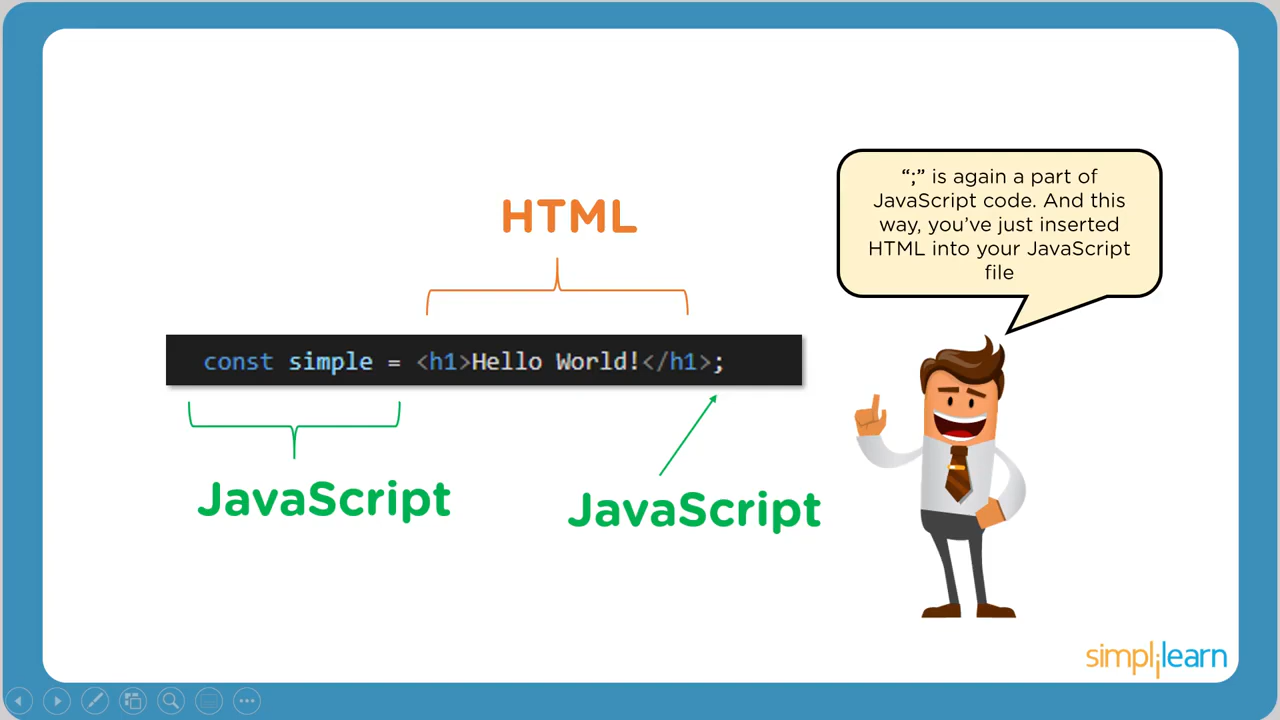 HTML
“;” is again a part of
JavaScript code. And this
way, you’ve just inserted
HTML into your JavaScript
file
const simple = <h1>Hello World!</h1>;
JavaScript
JavaScript
simplilearn